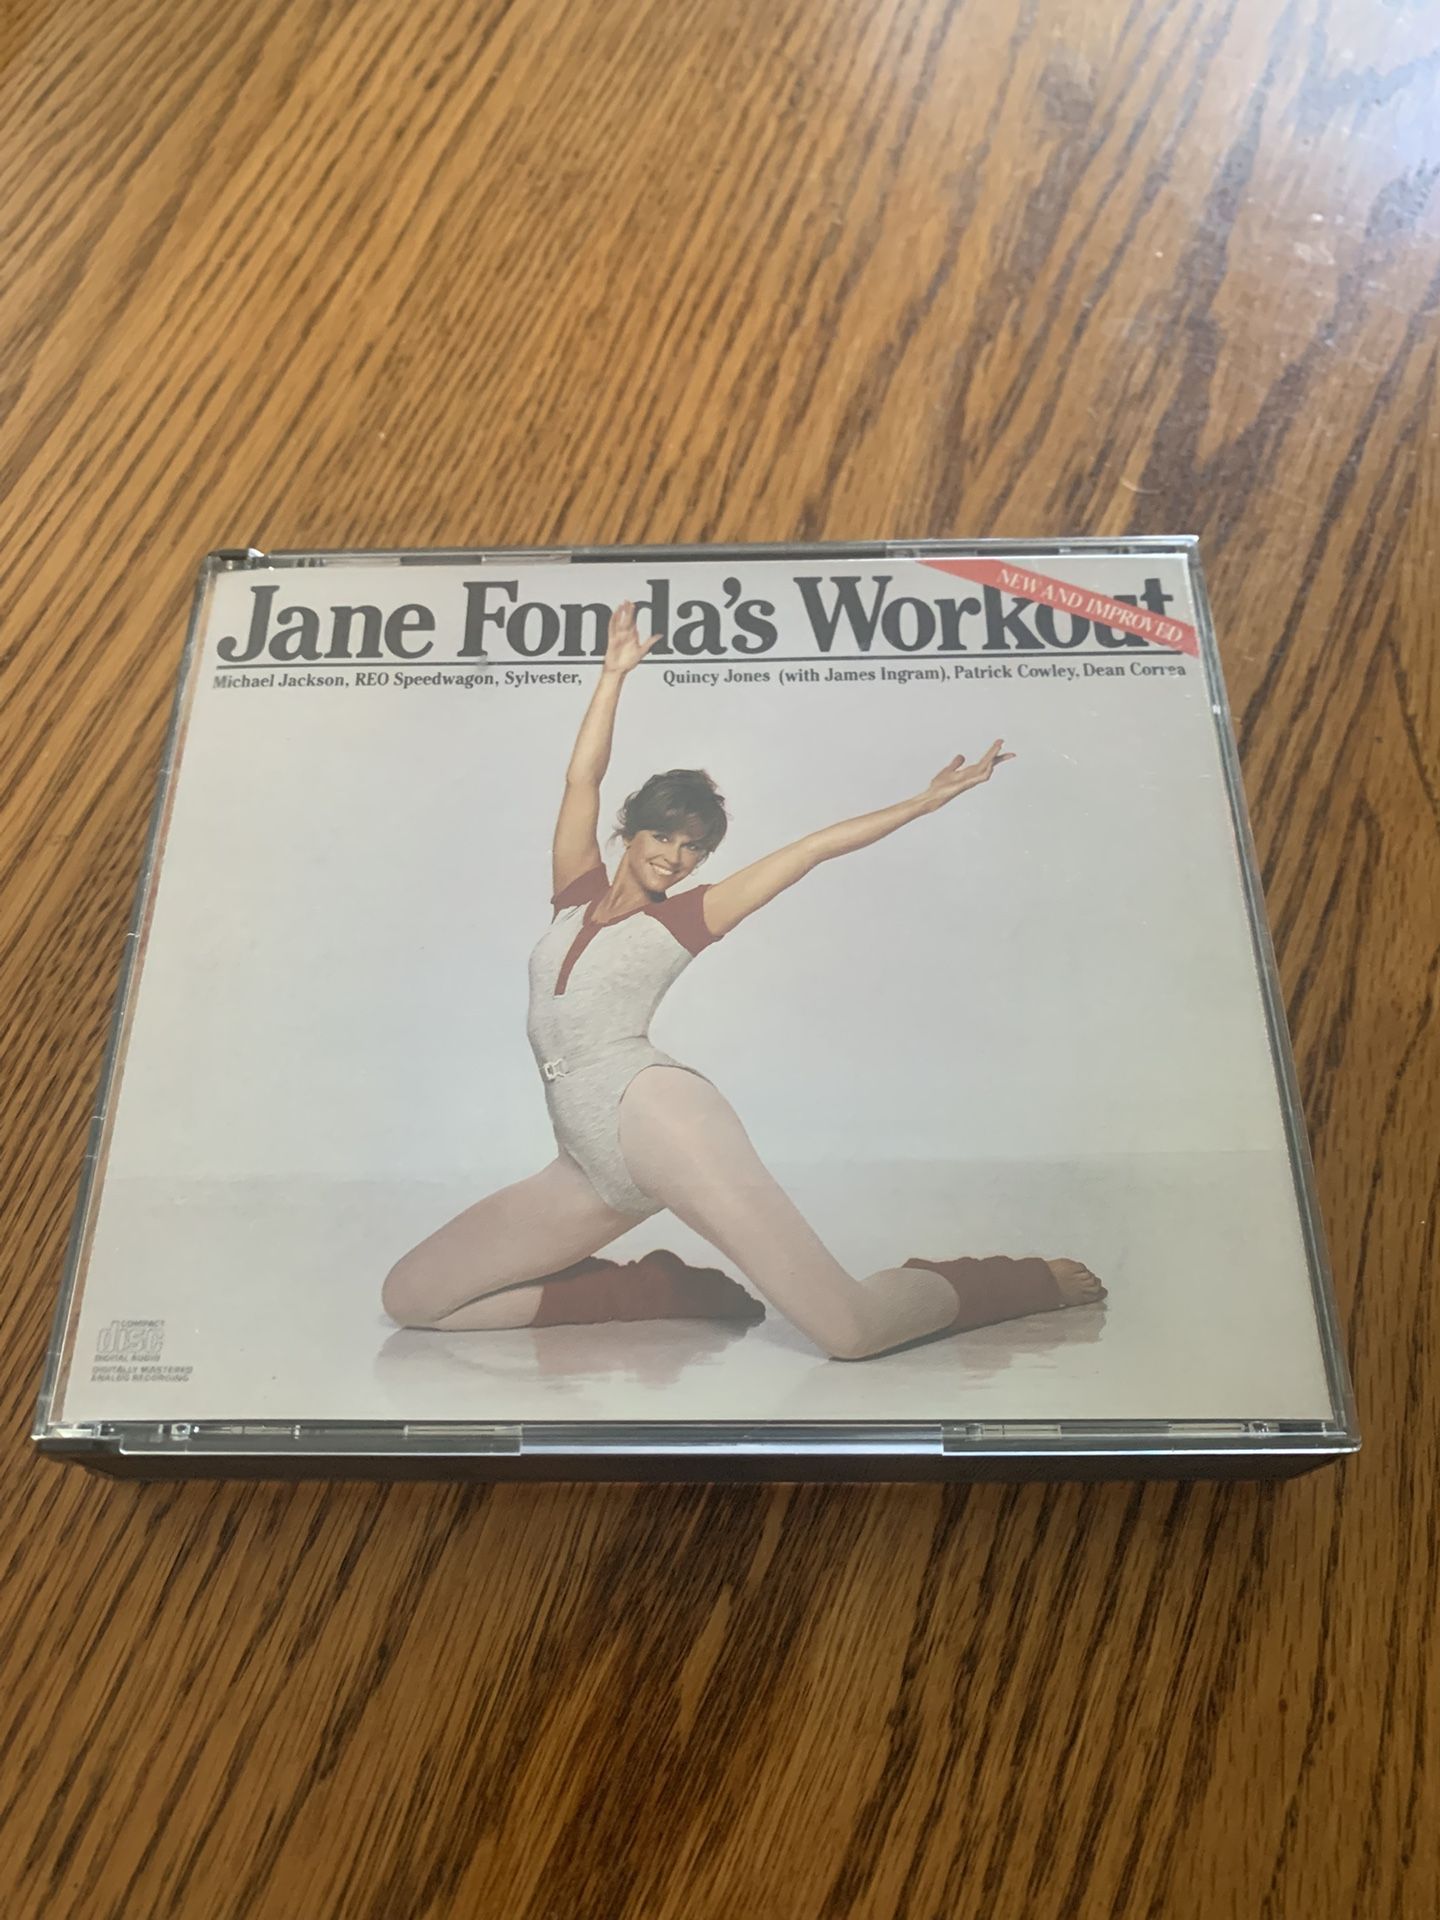 Jane Fonda's Workout
NEW AND IMPROVED
Michael Jackson, REO Speedwagon, Sylvester, Quincy Jones (with James Ingram), Patrick Cowley, Dean Correa
COMPACT
disc
DIGITAL AUDIO
DIGITALLY MASTERED
ANALOG RECORDING